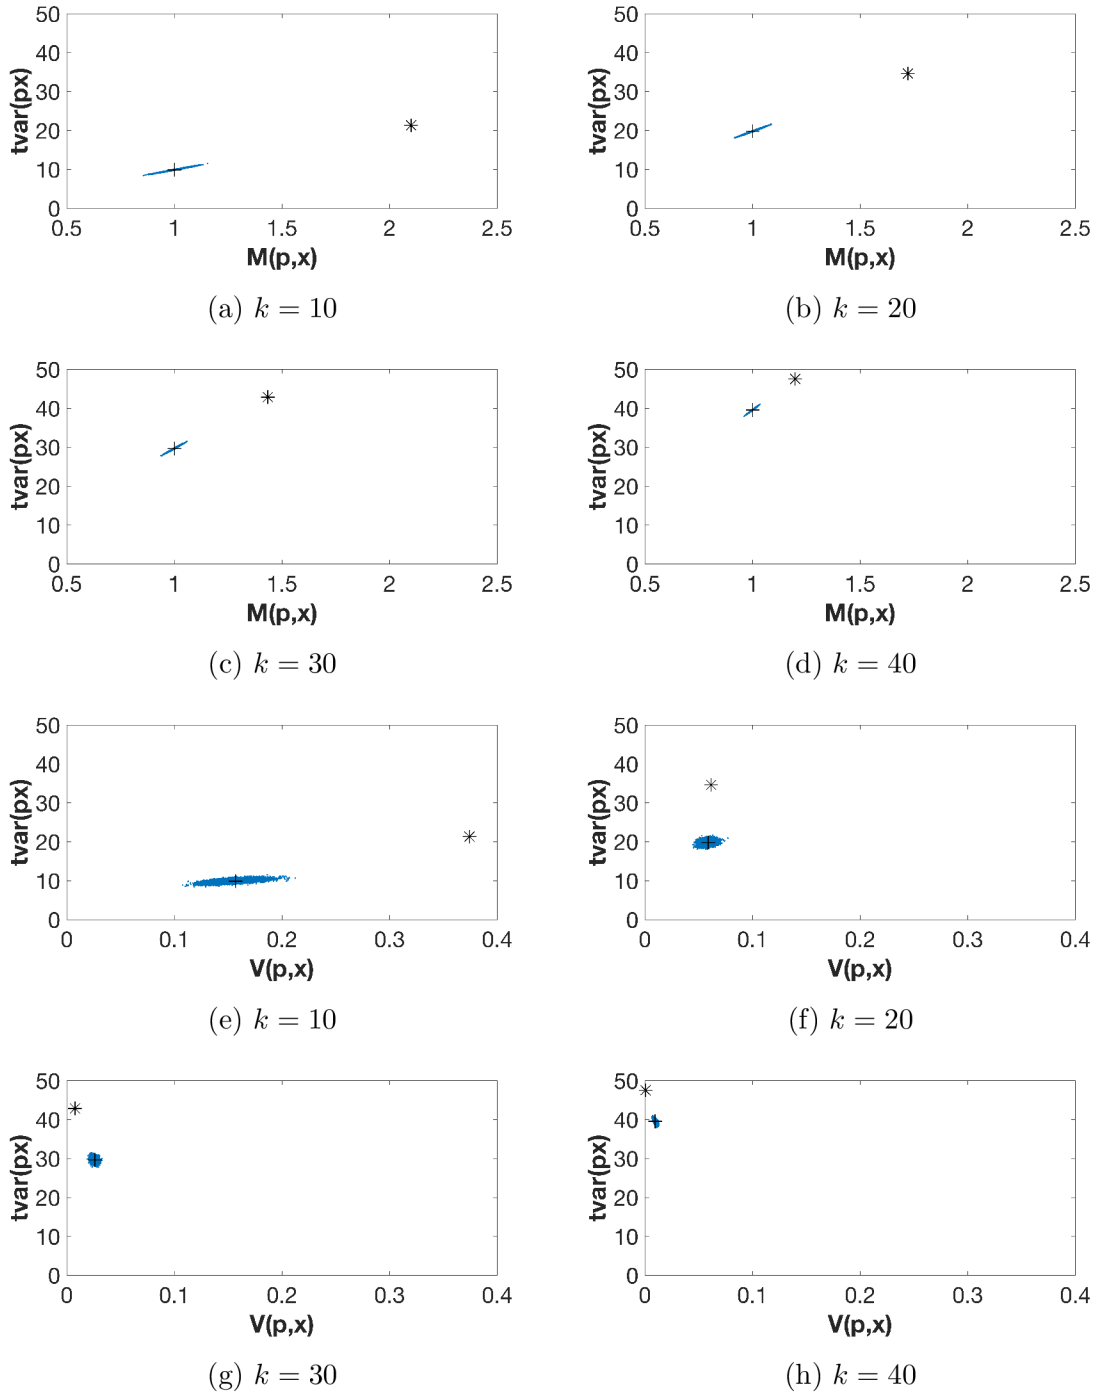 50
40
30
20
10
0
tvar(px)
0.5 1 1.5 2 2.5
M(p,x)
(a) k = 10
50
40
30
20
10
0
tvar(px)
0.5 1 1.5 2 2.5
M(p,x)
(b) k = 20
50
40
30
20
10
0
tvar(px)
0.5 1 1.5 2 2.5
M(p,x)
(c) k = 30
50
40
30
20
10
0
tvar(px)
0.5 1 1.5 2 2.5
M(p,x)
(d) k = 40
50
40
30
20
10
0
tvar(px)
0 0.1 0.2 0.3 0.4
V(p,x)
(e) k = 10
50
40
30
20
10
0
tvar(px)
0 0.1 0.2 0.3 0.4
V(p,x)
(f) k = 20
50
40
30
20
10
0
tvar(px)
0 0.1 0.2 0.3 0.4
V(p,x)
(g) k = 30
50
40
30
20
10
0
tvar(px)
0 0.1 0.2 0.3 0.4
V(p,x)
(h) k = 40